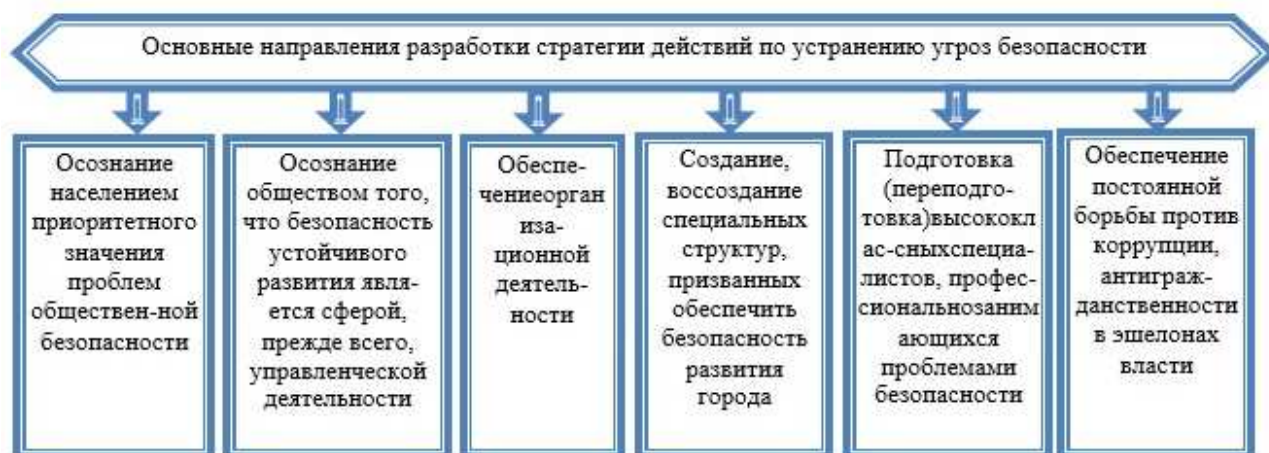 Основные направления разработки стратегии действий по устранению угроз безопасности
Осознание
населением
приоритетного
значения
проблем
обществен-ной
безопасности
Осознание
обществом того,
что безопасность
устойчивого
развития явля-
ется сферой,
прежде всего,
управленческой
деятельности
Обеспе-
чениеорган
иза-
ционной
деятель-
ности
Создание,
воссоздание
специальных
структур,
призванных
обеспечить
безопасность
развития
города
Подготовка
(переподго-
товка)высококл
ас-сныхспециа-
листов, профес-
сиональнозаним
ающихся
проблемами
безопасности
Обеспечение
постоянной
борьбы против
коррупции,
антиграж-
данственности
в эшелонах
власти